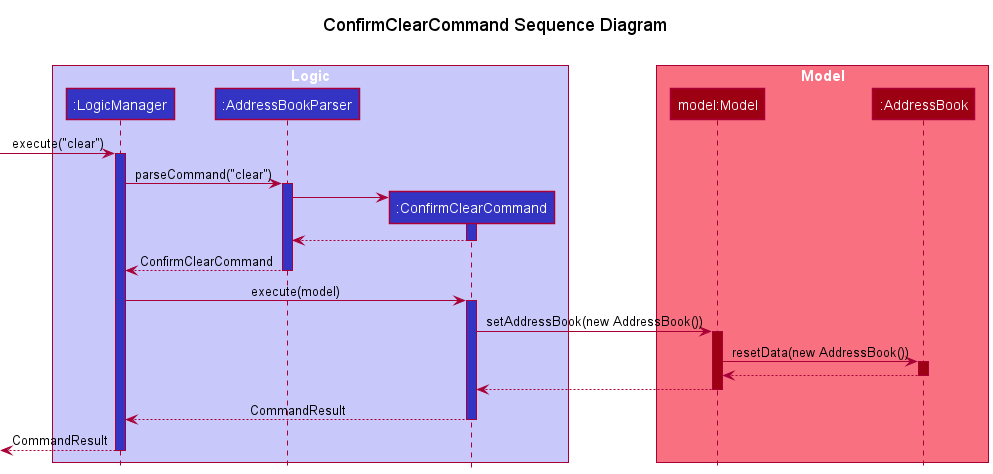 ConfirmClearCommand Sequence Diagram
Logic
Model
:LogicManager
:AddressBookParser
model:Model
:AddressBook
execute("clear")
parseCommand("clear")
:ConfirmClearCommand
ConfirmClearCommand
execute(model)
setAddressBook(new AddressBook())
resetData(new AddressBook())
CommandResult
CommandResult